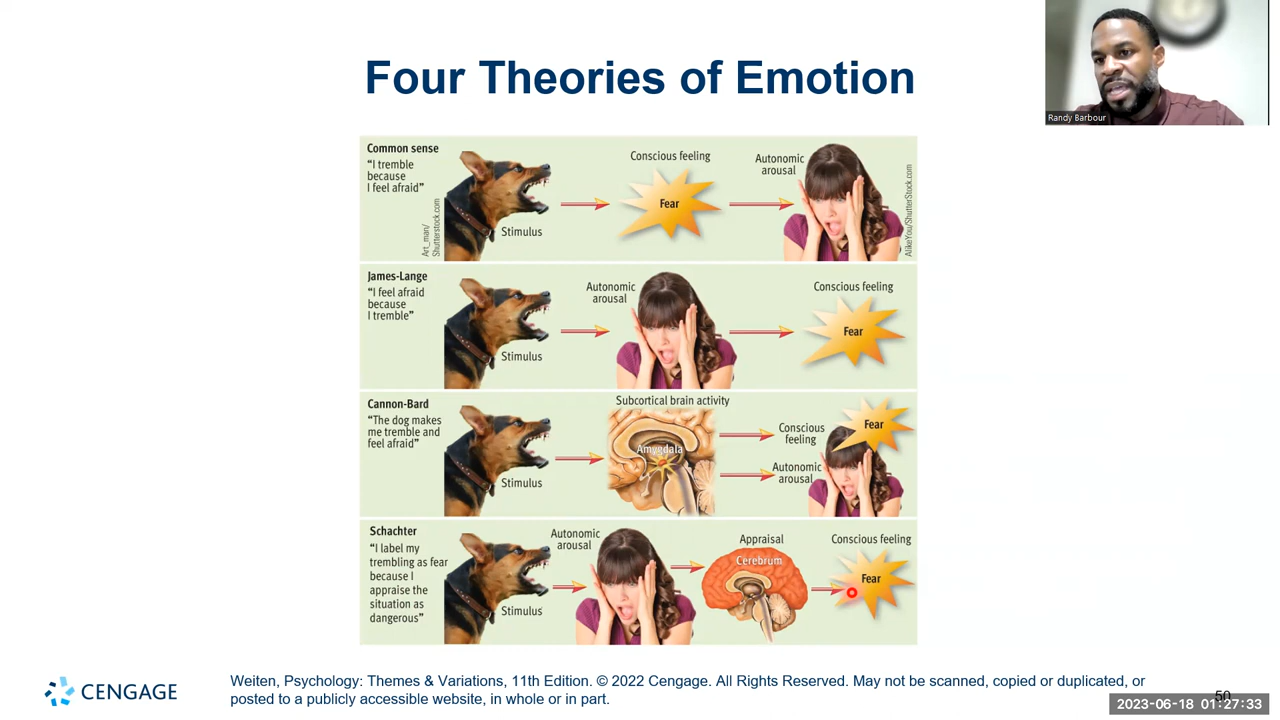 Four Theories of Emotion
Randy Barbour
Common sense
"I tremble
because
I feel afraid"
Art_man/
Shutterstock.com
Stimulus
Conscious feeling
Fear
Autonomic
arousal
AlikeYou/ShutterStock.com
James-Lange
"I feel afraid
because
I tremble"
Stimulus
Autonomic
arousal
Conscious feeling
Fear
Cannon-Bard
"The dog makes
me tremble and
feel afraid"
Stimulus
Subcortical brain activity
Amygdala
Conscious
feeling
Fear
Autonomic
arousal
Schachter
"I label my
trembling as fear
because I
appraise the
situation as
dangerous"
Stimulus
Autonomic
arousal
Appraisal
Cerebrum
Conscious feeling
Fear
CENGAGE
Weiten, Psychology: Themes & Variations, 11th Edition. © 2022 Cengage. All Rights Reserved. May not be scanned, copied or duplicated, or
posted to a publicly accessible website, in whole or in part.
50
2023-06-18 01:27:33